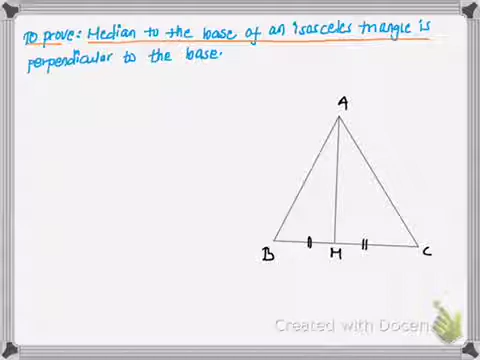 To prove: Median to the base of an isosceles triangle is
perpendicular to the base.
A
B
M
C
Created with Doceri